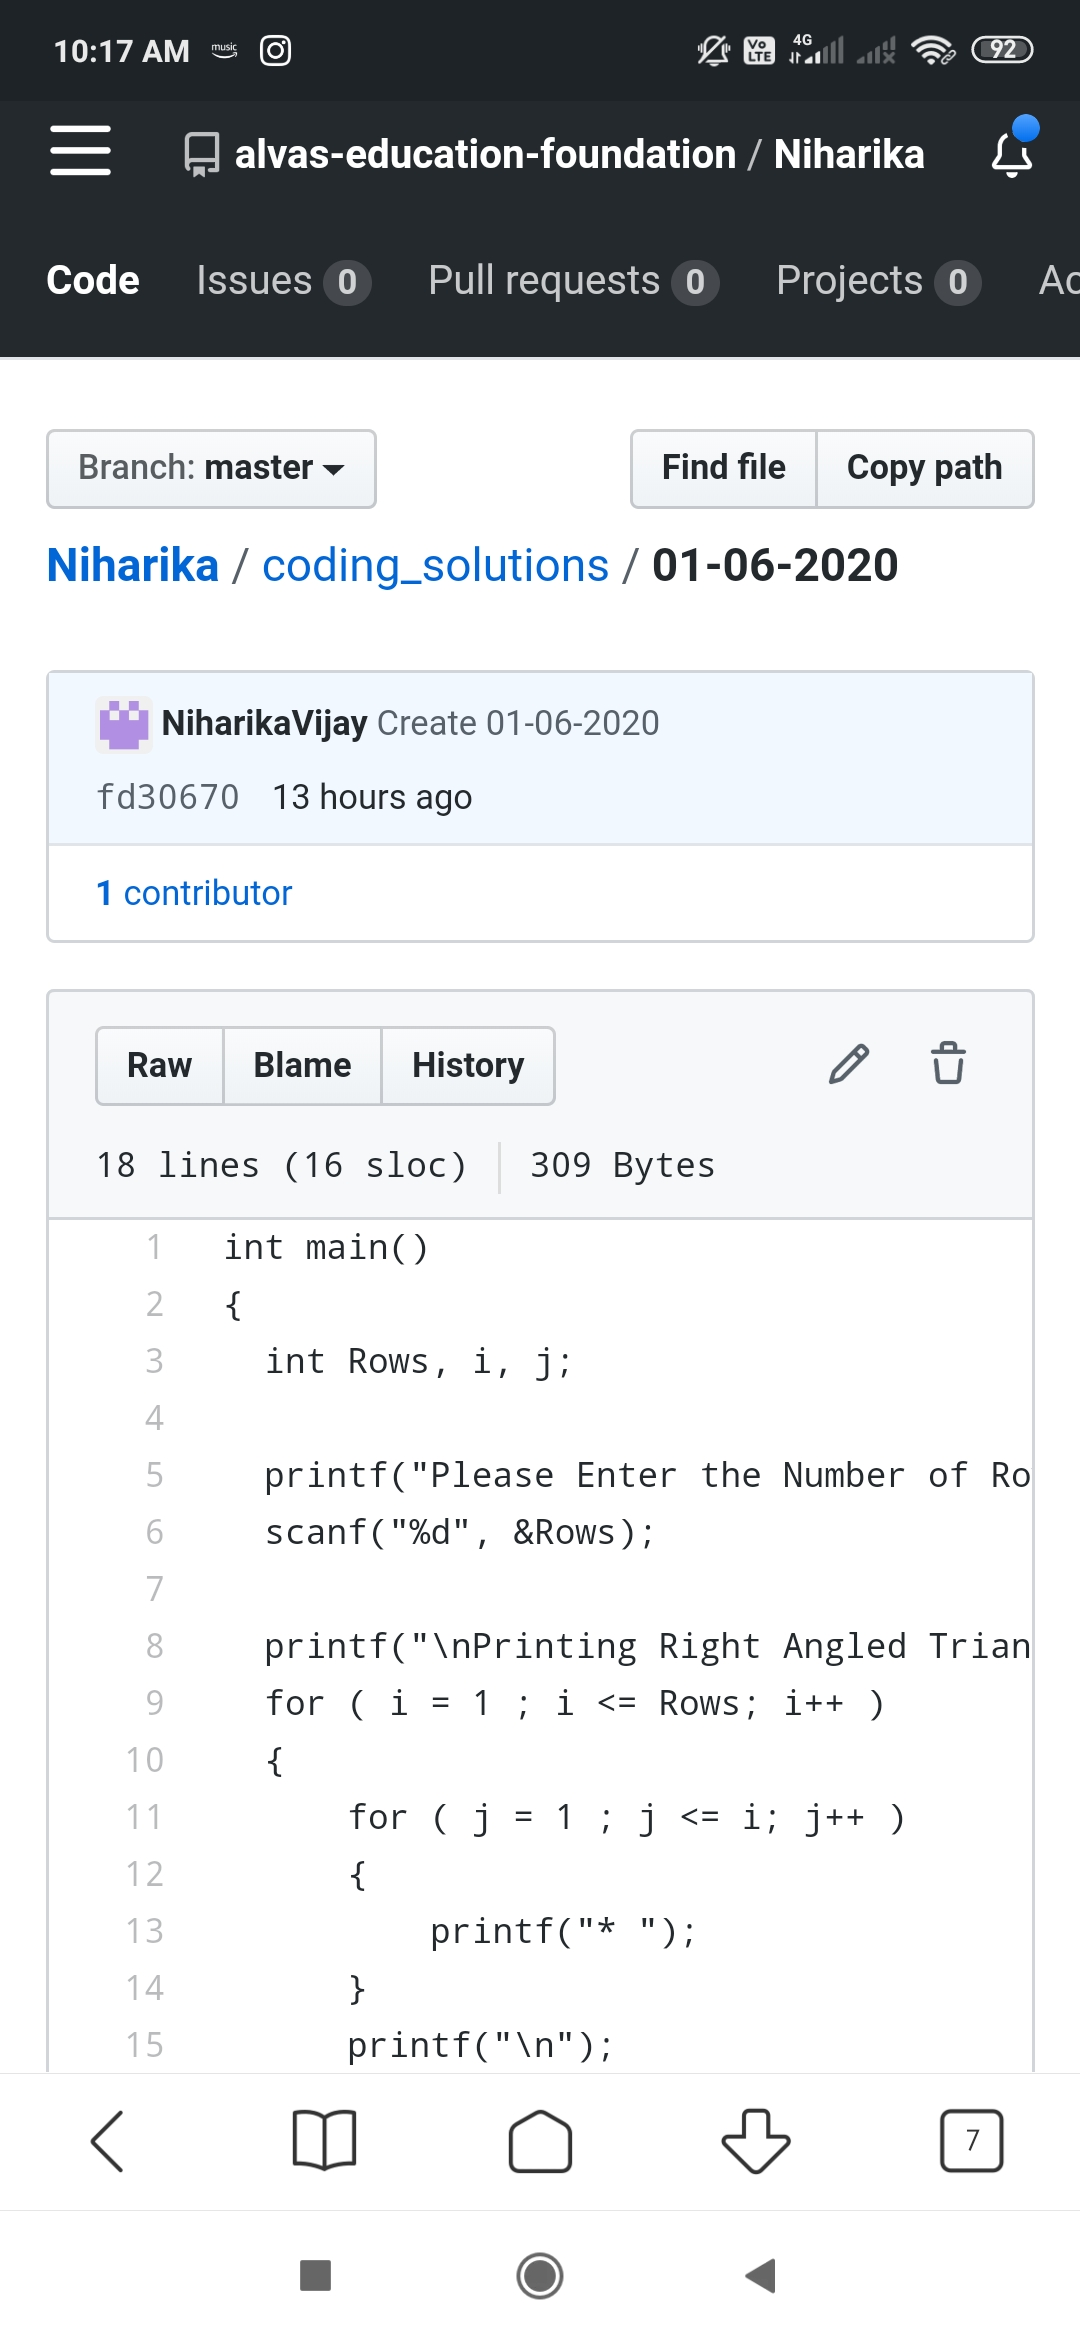 10:17 AM music Vo LTE 4G 92
alvas-education-foundation / Niharika
Code Issues 0 Pull requests 0 Projects 0 Ac
Branch: master Find file Copy path
Niharika / coding_solutions / 01-06-2020
NiharikaVijay Create 01-06-2020
fd30670 13 hours ago
1 contributor
Raw Blame History
18 lines (16 sloc) 309 Bytes
1 int main()
2 {
3 int Rows, i, j;
4
5 printf("Please Enter the Number of Ro
6 scanf("%d", &Rows);
7
8 printf("\nPrinting Right Angled Trian
9 for ( i = 1 ; i <= Rows; i++ )
10 {
11 for ( j = 1 ; j <= i; j++ )
12 {
13 printf("* ");
14 }
15 printf("\n");
7